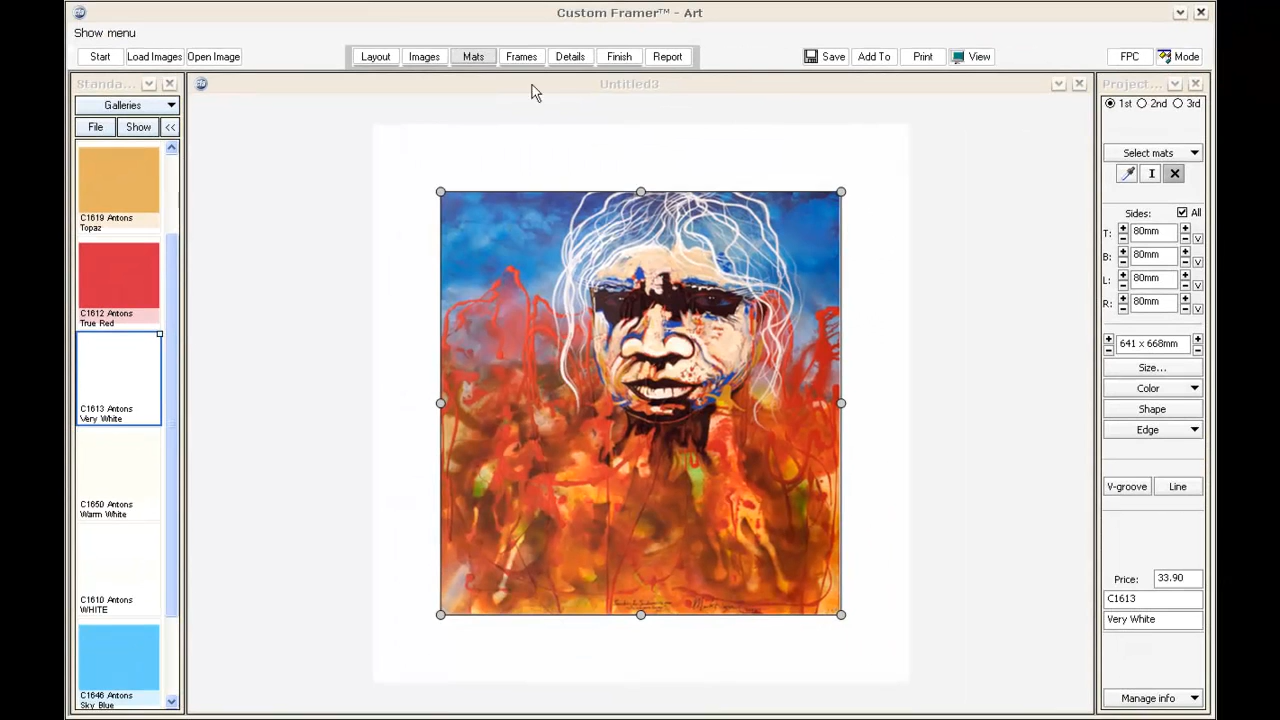 Custom Framer™ - Art
Show menu
Start
Load Images
Open Image
Layout
Images
Mats
Frames
Details
Finish
Report
Save
Add To
Print
View
FPC
Mode
Standa...
Untitled3
Project...
Galleries
File
Show
<<
C1619 Antons
Topaz
C1612 Antons
True Red
C1613 Antons
Very White
C1650 Antons
Warm White
C1610 Antons
WHITE
C1646 Antons
Sky Blue
1st
2nd
3rd
Select mats
I
X
Sides:
All
T:
80mm
V
B:
80mm
V
L:
80mm
V
R:
80mm
V
641 x 668mm
Size...
Color
Shape
Edge
V-groove
Line
Price:
33.90
C1613
Very White
Manage info